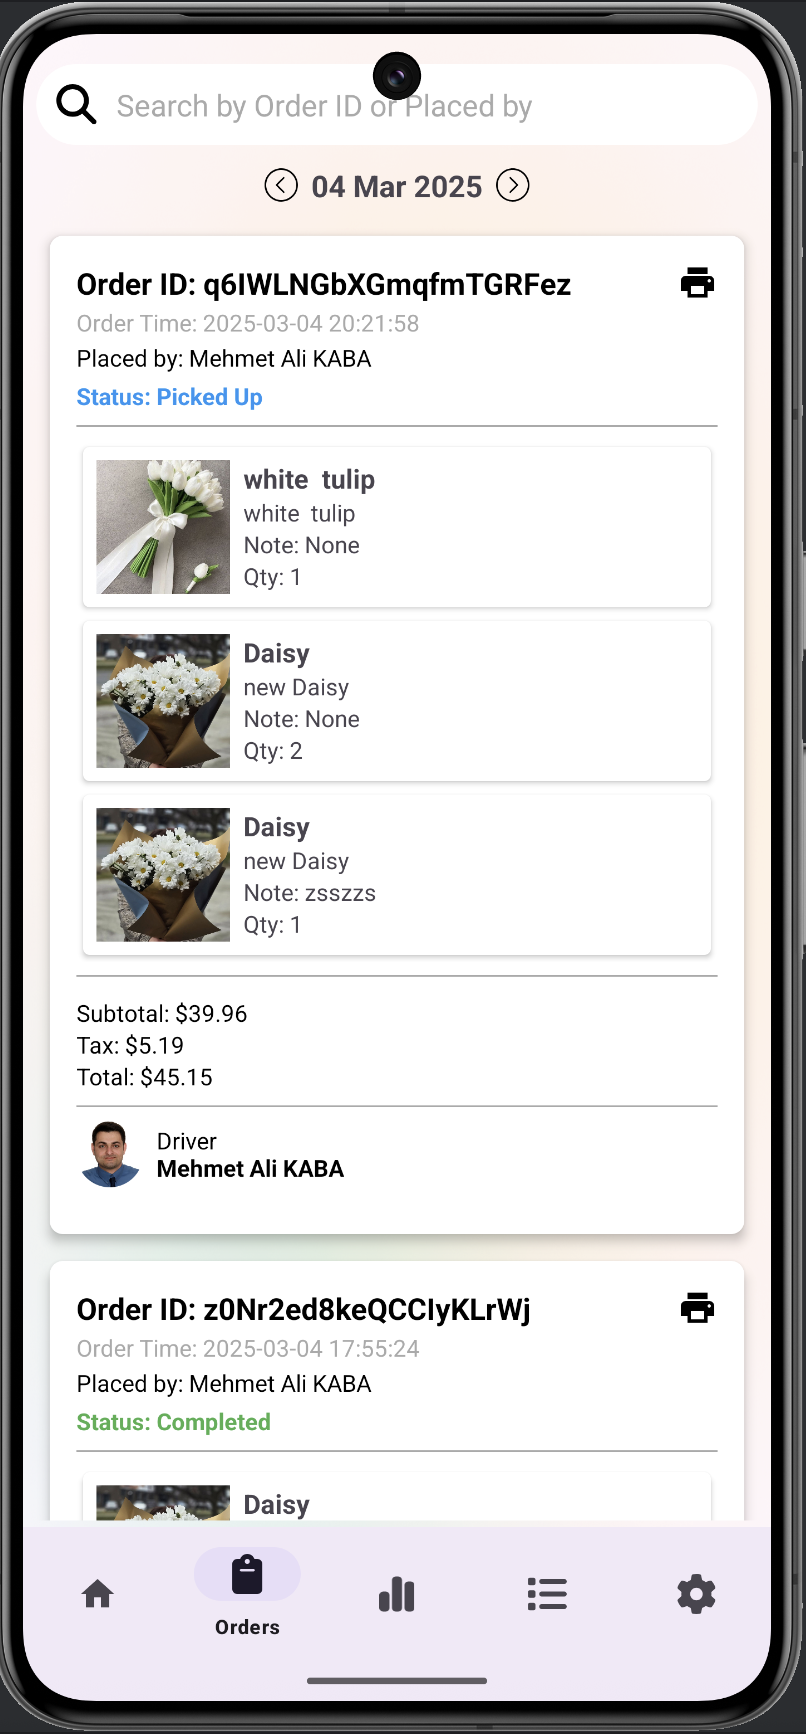 Search by Order ID or Placed by
04 Mar 2025
Order ID: q6IWLNGbXGmqfmTGRFez
Order Time: 2025-03-04 20:21:58
Placed by: Mehmet Ali KABA
Status: Picked Up
white  tulip
white  tulip
Note: None
Qty: 1
Daisy
new Daisy
Note: None
Qty: 2
Daisy
new Daisy
Note: zsszzs
Qty: 1
Subtotal: $39.96
Tax: $5.19
Total: $45.15
Driver
Mehmet Ali KABA
Order ID: z0Nr2ed8keQCCIyKLrWj
Order Time: 2025-03-04 17:55:24
Placed by: Mehmet Ali KABA
Status: Completed
Daisy
Orders